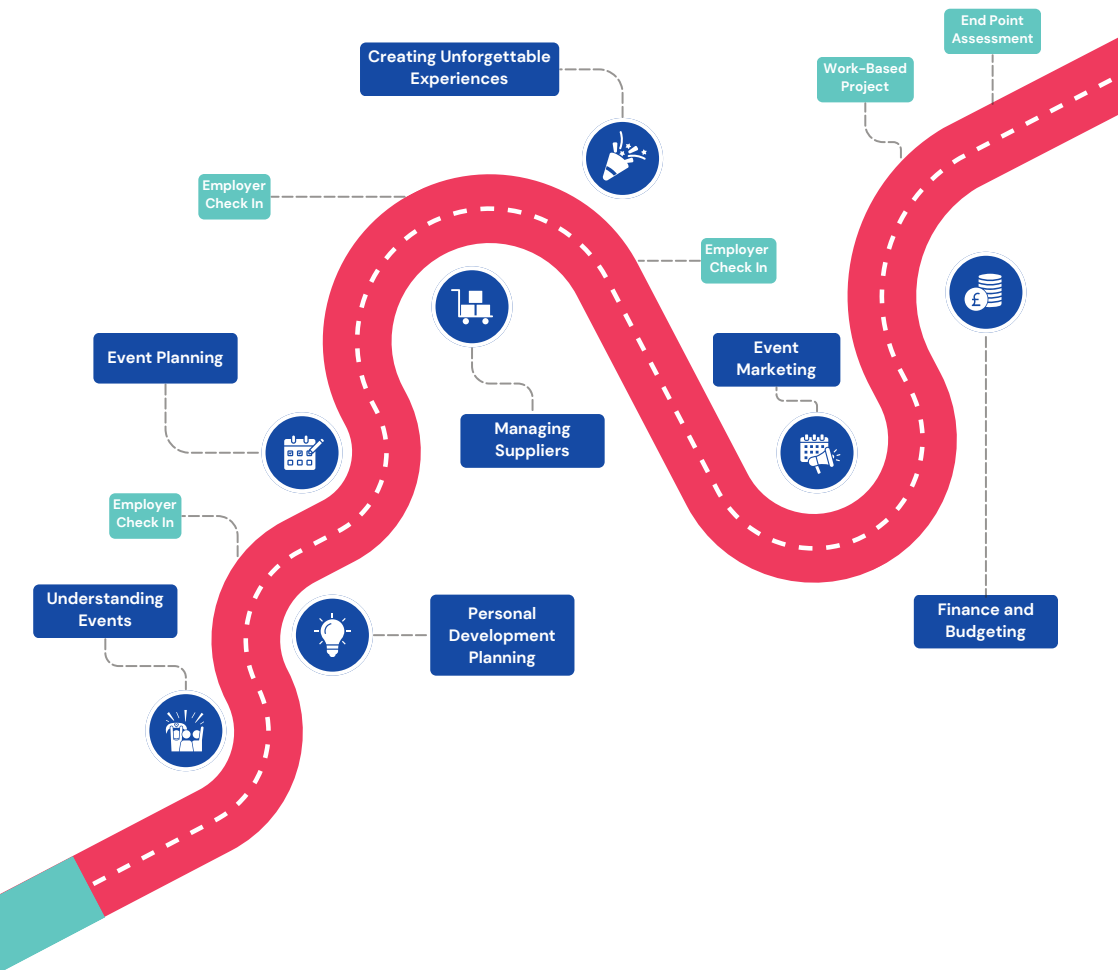 End Point
Assessment
Creating Unforgettable
Experiences
Work-Based
Project
Employer
Check In
Employer
Check In
Event Planning
Event
Marketing
Managing
Suppliers
Employer
Check In
Understanding
Events
Personal
Development
Planning
Finance and
Budgeting
£